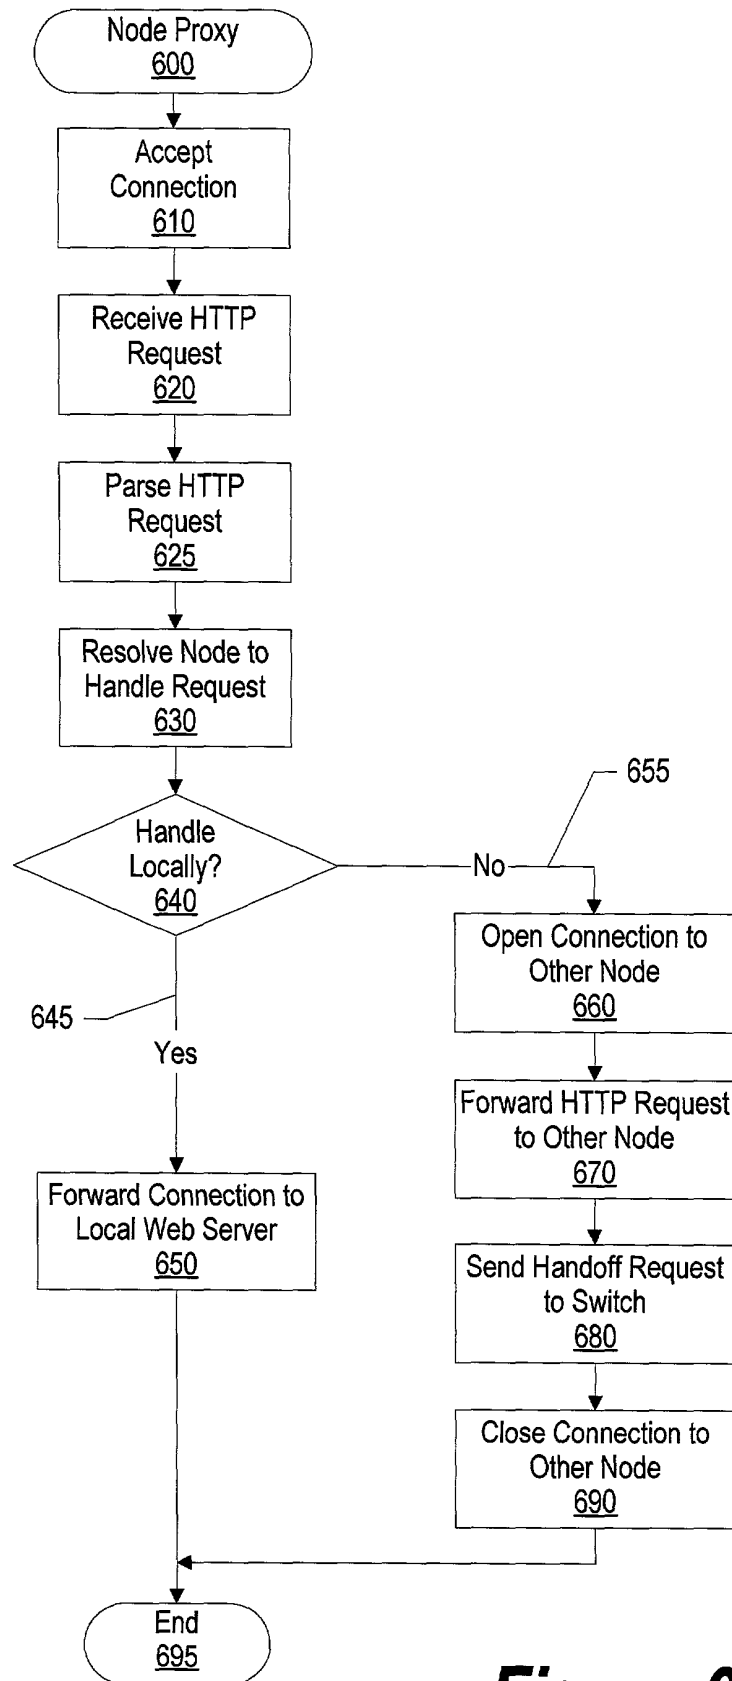 Node Proxy
600
Accept
Connection
610
Receive HTTP
Request
620
Parse HTTP
Request
625
Resolve Node to
Handle Request
630
655
Handle
Locally?
640
No
Open Connection to
Other Node
660
645
Yes
Forward HTTP Request
to Other Node
670
Forward Connection to
Local Web Server
650
Send Handoff Request
to Switch
680
Close Connection to
Other Node
690
End
695